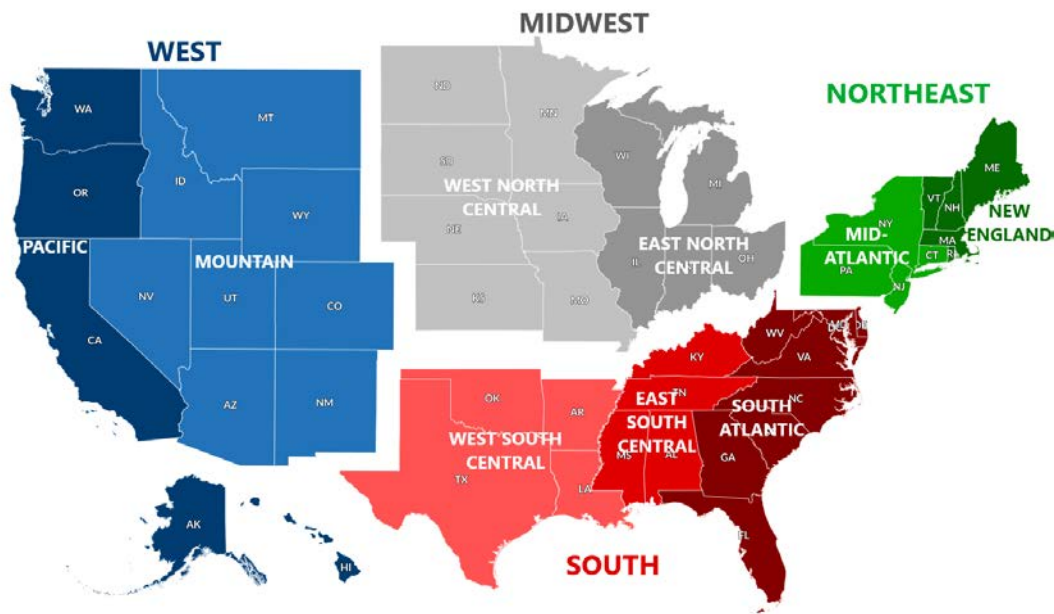 MIDWEST
WEST
NORTHEAST
WA
MT
ND
MN
OR
ID
WY
SD
WI
MI
ME
VT
NH
NY
MA
CT
PA
NJ
NEW
ENGLAND
MID-
ATLANTIC
PACIFIC
MOUNTAIN
WEST NORTH
CENTRAL
NE
IA
EAST NORTH
CENTRAL
IL
OH
NV
UT
CO
KS
MO
CA
AZ
NM
OK
AR
KY
WV
VA
TN
NC
EAST
SOUTH
CENTRAL
SOUTH
ATLANTIC
WEST SOUTH
CENTRAL
TX
LA
MS
AL
GA
FL
AK
HI
SOUTH